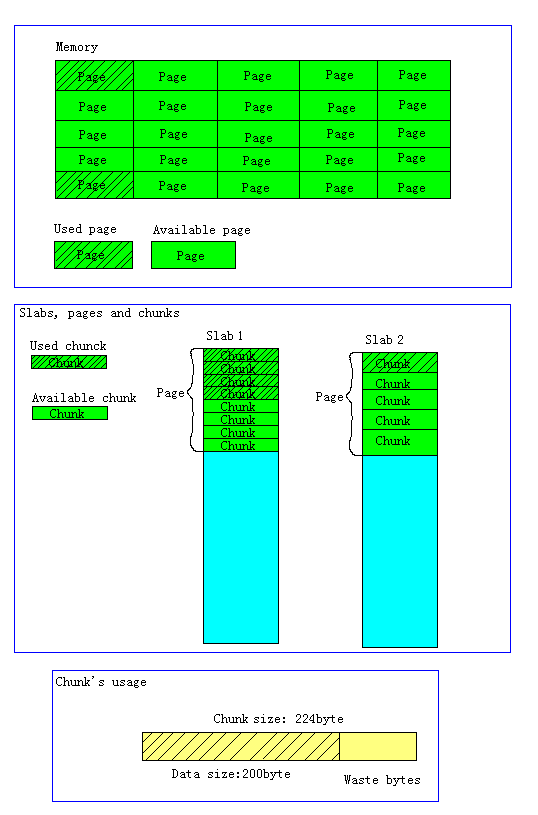 Memory
Page Page Page Page Page
Page Page Page Page Page
Page Page Page Page Page
Page Page Page Page Page
Page Page Page Page Page
Used page Available page
Page Page
Slabs, pages and chunks
Used chunck
Chunk
Available chunk
Chunk
Slab 1
Page
Chunk
Chunk
Chunk
Chunk
Chunk
Chunk
Chunk
Chunk
Slab 2
Page
Chunk
Chunk
Chunk
Chunk
Chunk
Chunk's usage
Chunk size: 224byte
Data size:200byte
Waste bytes